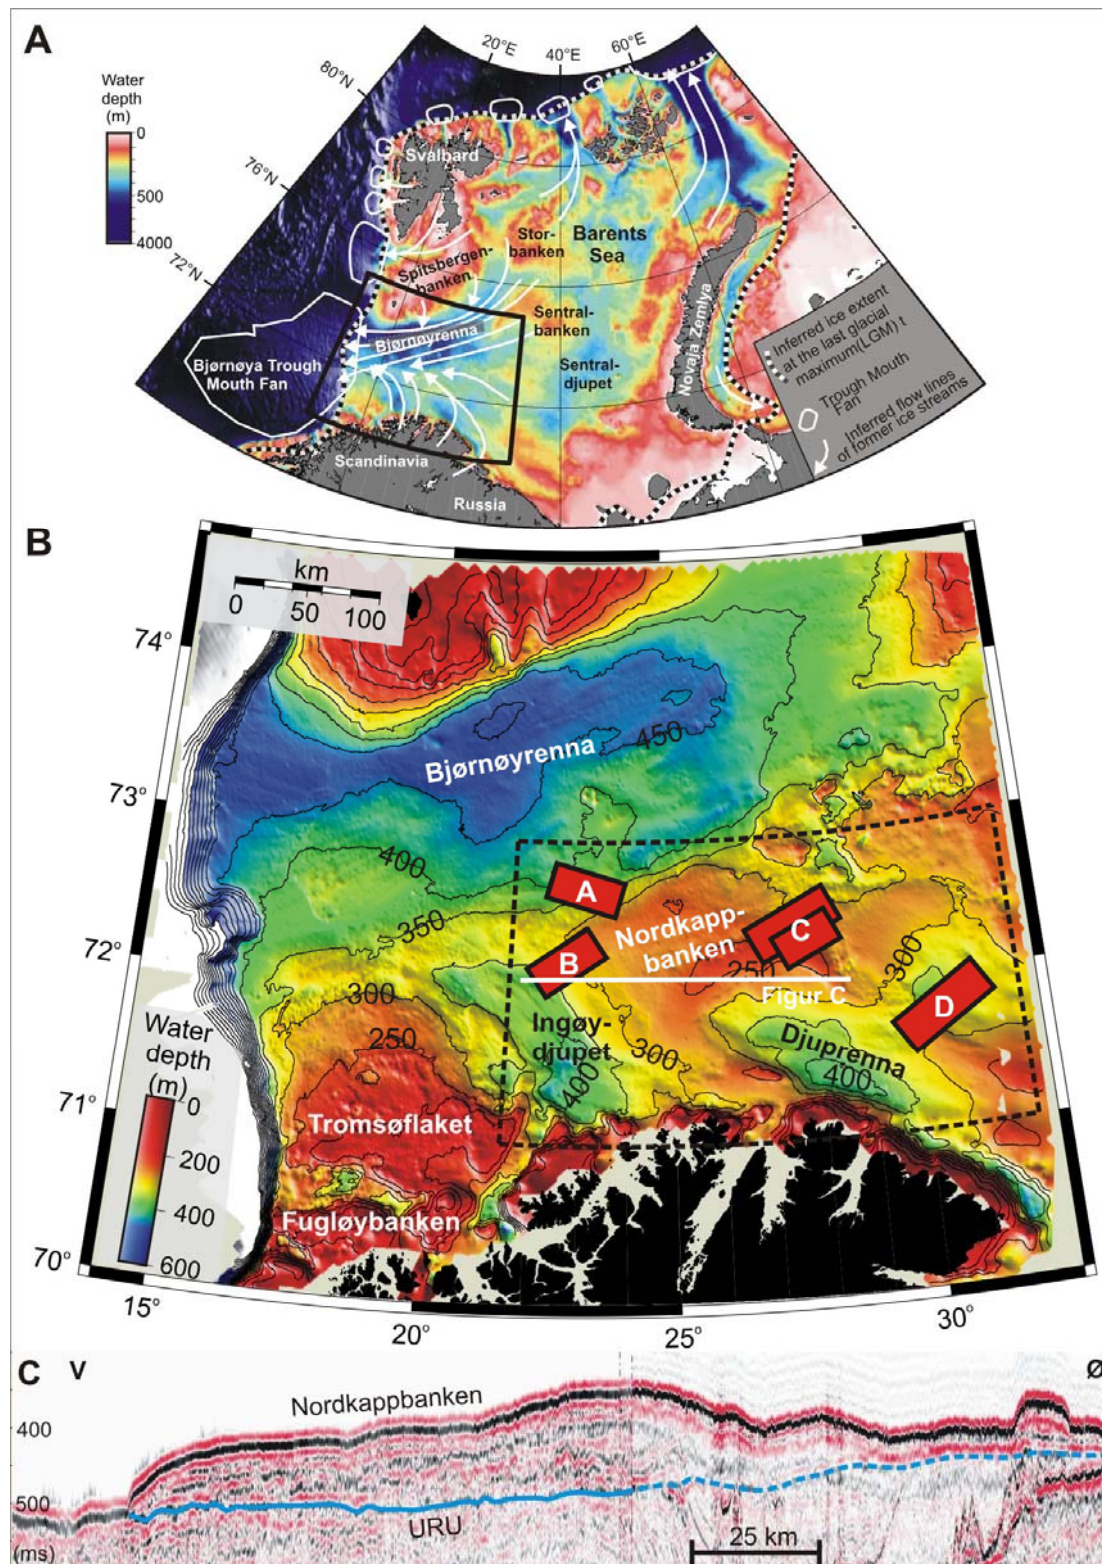 A
20°E
40°E
60°E
80°N
76°N
72°N
Water
depth
(m)
0
500
4000
Svalbard
Stor-
banken
Barents
Sea
Spitsbergen-
banken
Sentral-
banken
Bjørnøyrenna
Sentral-
djupet
Novaja Zemlya
Bjørnøya Trough
Mouth Fan
Scandinavia
Russia
Inferred ice extent
at the last glacial
maximum(LGM) t
Trough Mouth
Fan
Inferred flow lines
of former ice streams
B
km
0 50 100
74°
73°
72°
71°
70°
15°
20°
25°
30°
Bjørnøyrenna
450
400
350
300
250
A
B
C
D
Nordkapp-
banken
250
300
Figur C
Ingøy-
djupet
400
300
Djuprenna
400
Tromsøflaket
Fugløybanken
Water
depth
(m)
0
200
400
600
C
V
Ø
Nordkappbanken
400
500
(ms)
URU
25 km